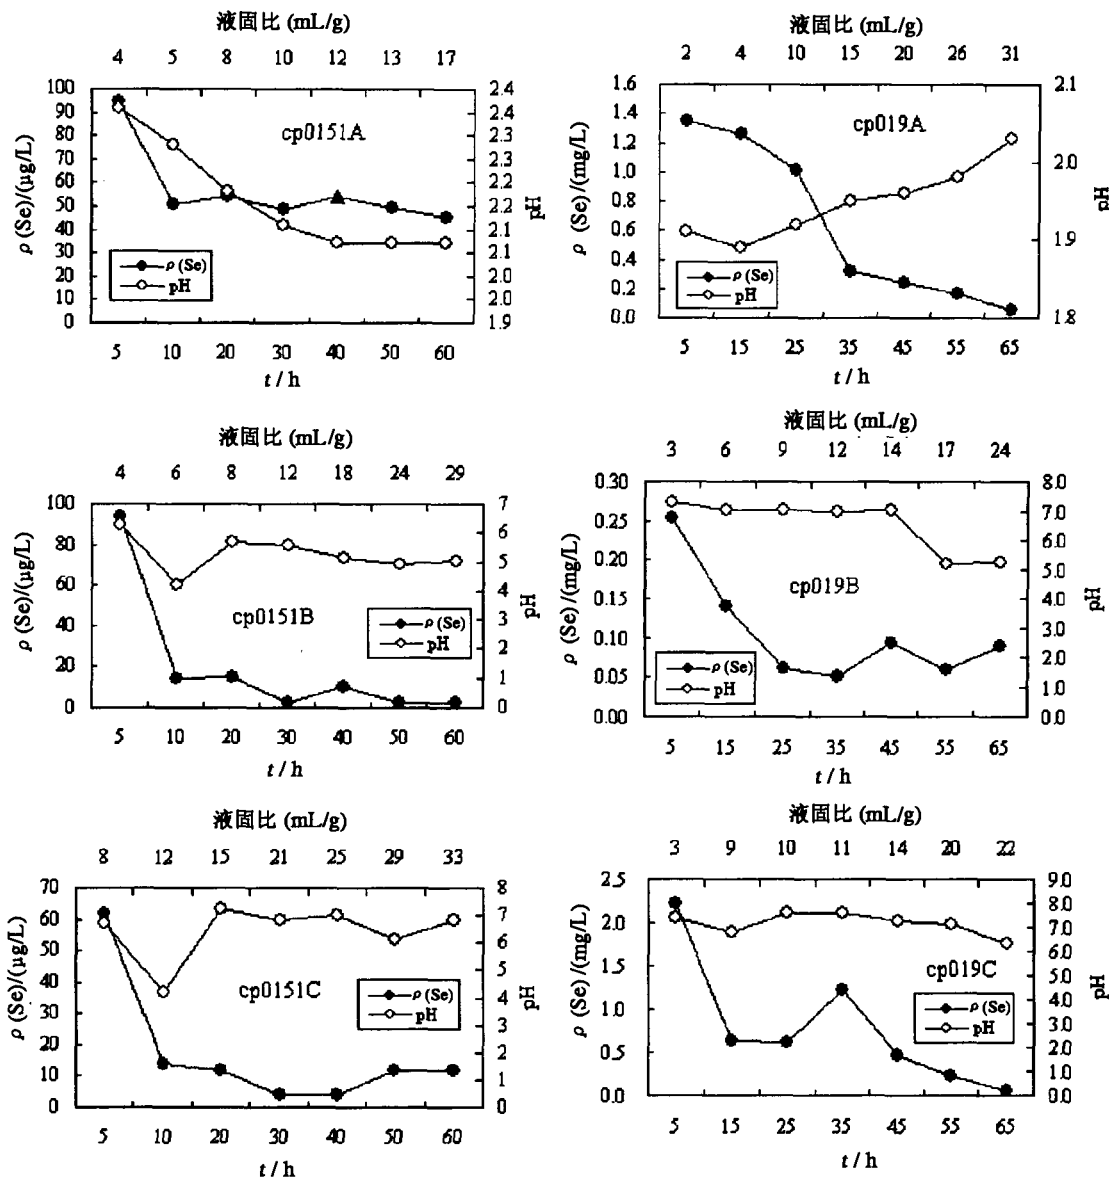 液固比 (mL/g)
4 5 8 10 12 13 17
100 90 80 70 60 50 40 30 20 10 0
ρ (Se)/(μg/L)
cp0151A
ρ (Se)
pH
2.4 2.4 2.3 2.3 2.2 2.2 2.1 2.1 2.0 2.0 1.9
pH
5 10 20 30 40 50 60
t / h
液固比 (mL/g)
2 4 10 15 20 26 31
1.6 1.4 1.2 1.0 0.8 0.6 0.4 0.2 0.0
ρ (Se)/(mg/L)
cp019A
ρ (Se)
pH
2.1 2.0 1.9 1.8
pH
5 15 25 35 45 55 65
t / h
液固比 (mL/g)
4 6 8 12 18 24 29
100 80 60 40 20 0
ρ (Se)/(μg/L)
cp0151B
ρ (Se)
pH
7 6 5 4 3 2 1 0
pH
5 10 20 30 40 50 60
t / h
液固比 (mL/g)
3 6 9 12 14 17 24
0.30 0.25 0.20 0.15 0.10 0.05 0.00
ρ (Se)/(mg/L)
cp019B
ρ (Se)
pH
8.0 7.0 6.0 5.0 4.0 3.0 2.0 1.0 0.0
pH
5 15 25 35 45 55 65
t / h
液固比 (mL/g)
8 12 15 21 25 29 33
70 60 50 40 30 20 10 0
ρ (Se)/(μg/L)
cp0151C
ρ (Se)
pH
8 7 6 5 4 3 2 1 0
pH
5 10 20 30 40 50 60
t / h
液固比 (mL/g)
3 9 10 11 14 20 22
2.5 2.0 1.5 1.0 0.5 0.0
ρ (Se)/(mg/L)
cp019C
ρ (Se)
pH
9.0 8.0 7.0 6.0 5.0 4.0 3.0 2.0 1.0 0.0
pH
5 15 25 35 45 55 65
t / h